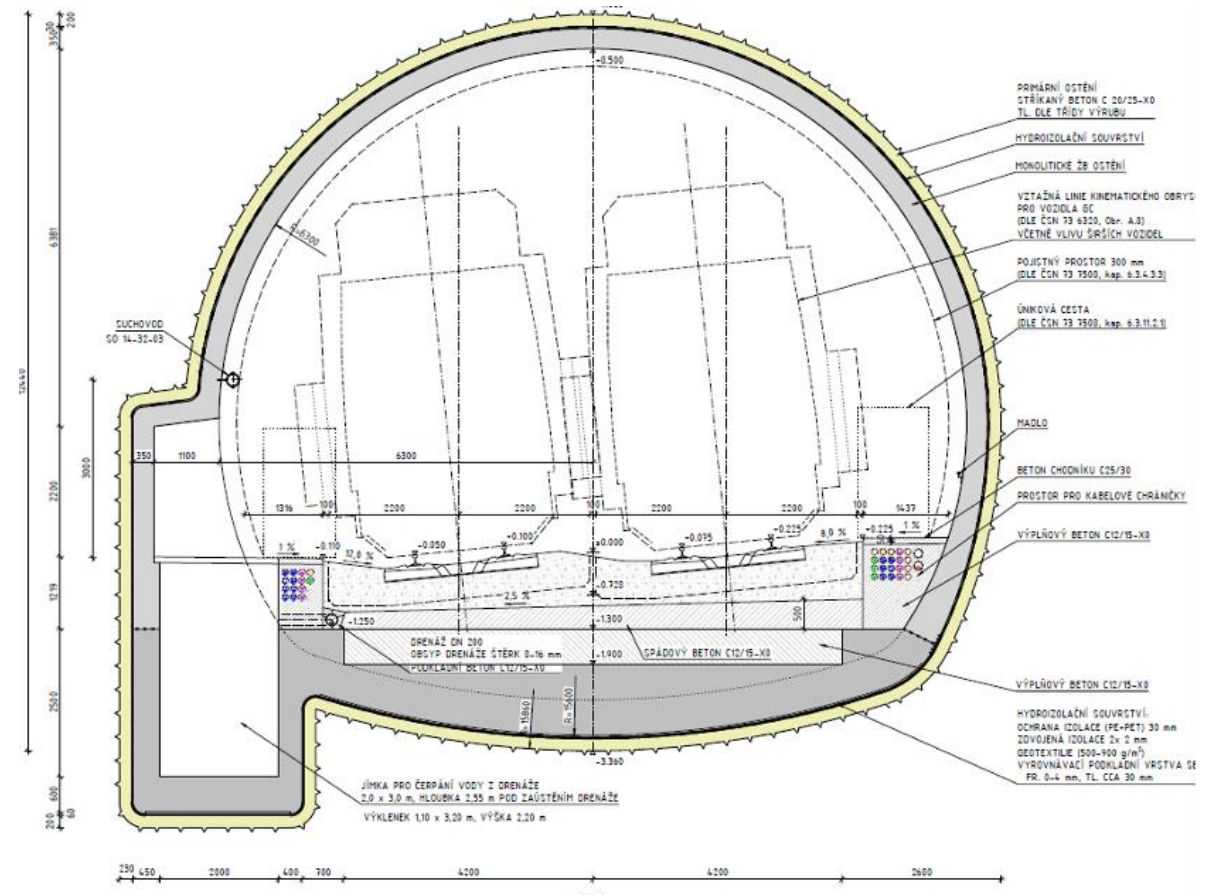 200
30
350
+8.500
PRIMÁRNÍ OSTĚNÍ
STŘÍKANÝ BETON C 20/25-X0
TL. DLE TŘÍDY VÝRUBU
HYDROIZOLAČNÍ SOUVRSTVÍ
MONOLITICKÉ ŽB OSTĚNÍ
VZTAŽNÁ LINIE KINEMATICKÉHO OBRYS
PRO VOZIDLA GC
(DLE ČSN 73 6320, Obr. A.8)
VČETNĚ VLIVU ŠIRŠÍCH VOZIDEL
POJISTNÝ PROSTOR 300 mm
(DLE ČSN 73 7508, kap. 6.3.4.3.3)
ÚNIKOVÁ CESTA
(DLE ČSN 73 7508, kap. 6.3.11.2.1)
6381
R=6300
SUCHOVOD
SO 14-32-03
12440
MADLO
350 1100 6300
3000
2200
BETON CHODNÍKU C25/30
PROSTOR PRO KABELOVÉ CHRÁNIČKY
VÝPLŇOVÝ BETON C12/15-X0
1316 100 2200 2200 100 2200 2200 100 1437
1 % -0.110 12,0 % -0.050 +0.100 ±0.000 +0.075 +0.225 8,0 % +0.225 1 %
1219
-0.728
2,5 %
500
-1.250
-1.300
DRENÁŽ DN 200
OBSYP DRENÁŽE ŠTĚRK 8-16 mm
PODKLADNÍ BETON C12/15-X0
SPÁDOVÝ BETON C12/15-X0
-1.900
VÝPLŇOVÝ BETON C12/15-X0
2500
R=15860
R=15600
HYDROIZOLAČNÍ SOUVRSTVÍ:
OCHRANA IZOLACE (PE+PET) 30 mm
ZDVOJENÁ IZOLACE 2x 2 mm
GEOTEXTILIE (500-900 g/m²)
VYROVNÁVACÍ PODKLADNÍ VRSTVA SB
FR. 0-4 mm, TL. CCA 30 mm
-3.360
JÍMKA PRO ČERPÁNÍ VODY Z DRENÁŽE
2,0 x 3,0 m, HLOUBKA 2,55 m POD ZAÚSTĚNÍM DRENÁŽE
VÝKLENEK 1,10 x 3,20 m, VÝŠKA 2,20 m
600
60
200
230 450 2000 400 700 4200 4200 2600